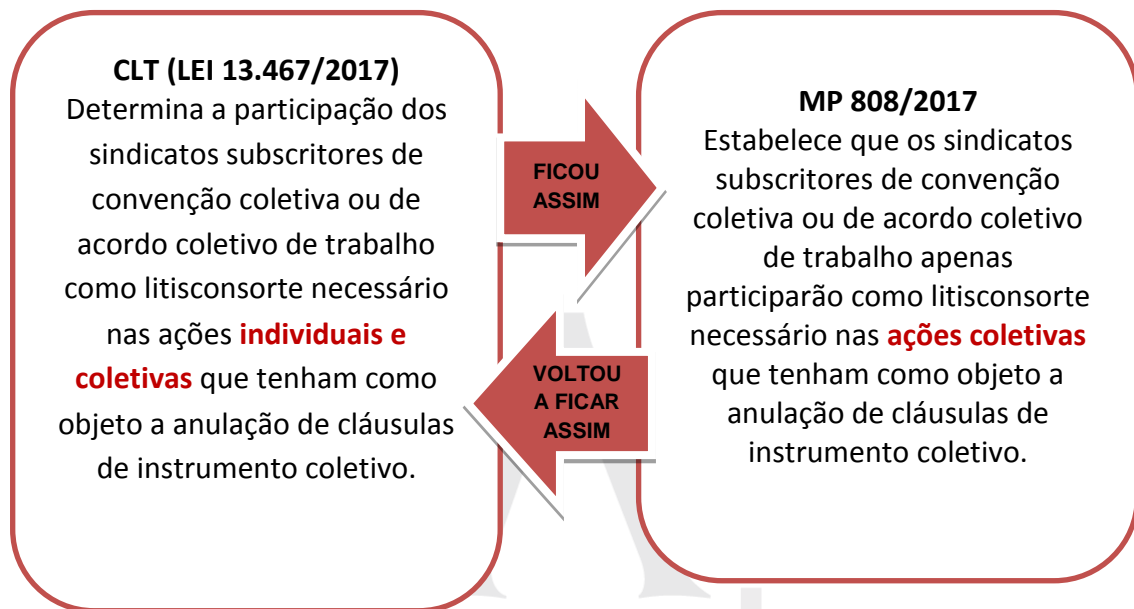 CLT (LEI 13.467/2017)
Determina a participação dos
sindicatos subscritores de
convenção coletiva ou de
acordo coletivo de trabalho
como litisconsorte necessário
nas ações individuais e
coletivas que tenham como
objeto a anulação de cláusulas
de instrumento coletivo.
FICOU
ASSIM
VOLTOU
A FICAR
ASSIM
MP 808/2017
Estabelece que os sindicatos
subscritores de convenção
coletiva ou de acordo coletivo
de trabalho apenas
participarão como litisconsorte
necessário nas ações coletivas
que tenham como objeto a
anulação de cláusulas de
instrumento coletivo.